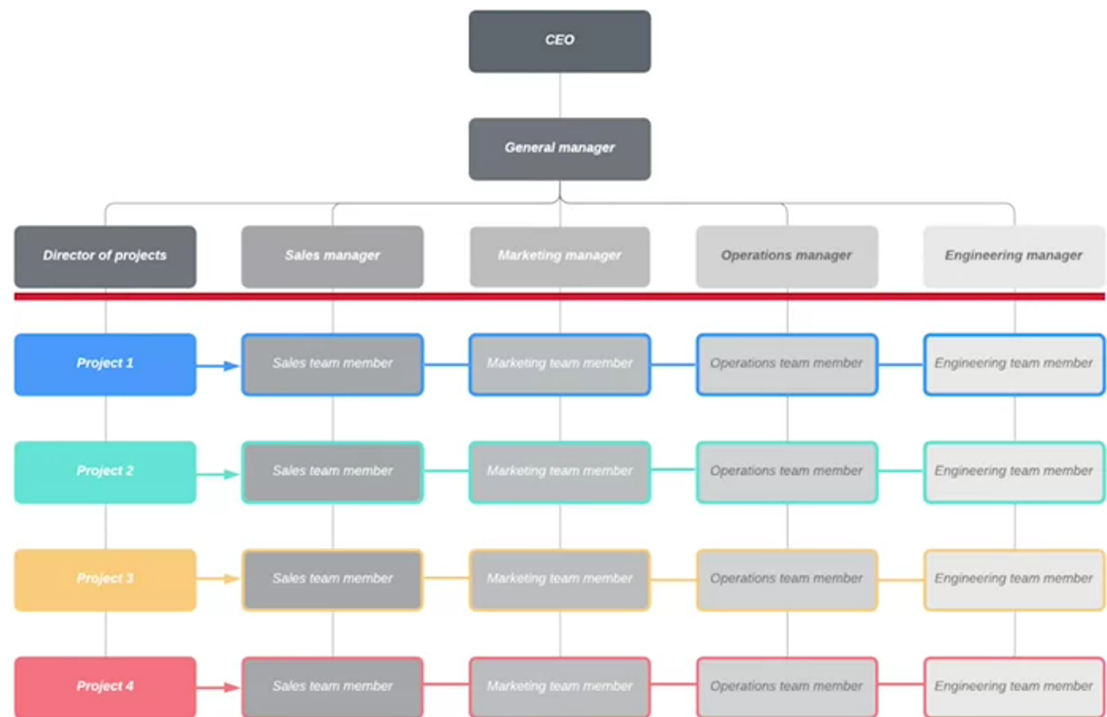 CEO
General manager
Director of projects
Sales manager
Marketing manager
Operations manager
Engineering manager
Project 1
Sales team member
Marketing team member
Operations team member
Engineering team member
Project 2
Sales team member
Marketing team member
Operations team member
Engineering team member
Project 3
Sales team member
Marketing team member
Operations team member
Engineering team member
Project 4
Sales team member
Marketing team member
Operations team member
Engineering team member